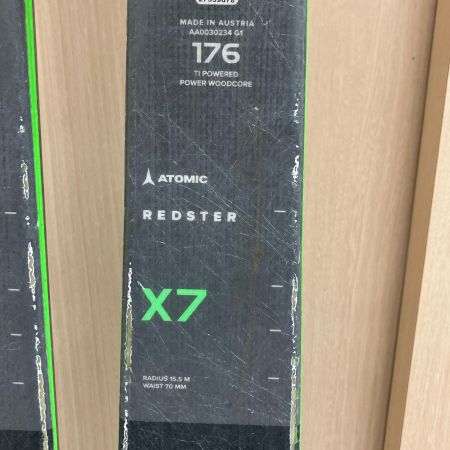 MADE IN AUSTRIA
AA0030234 G1
176
TI POWERED
POWER WOODCORE
ATOMIC
REDSTER
X7
RADIUS 15.5 M
WAIST 70 MM